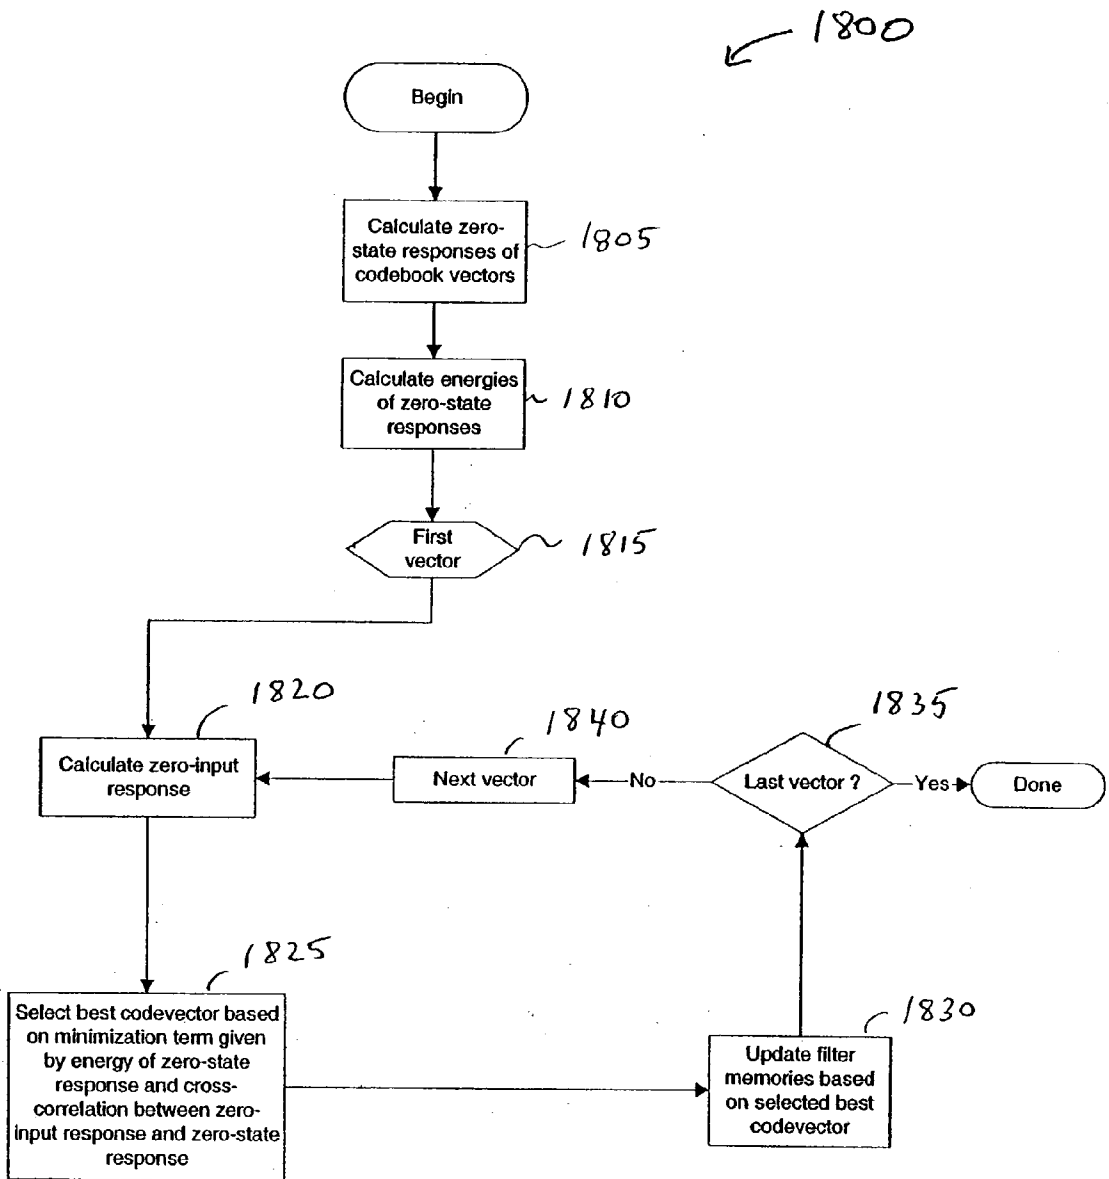 1800
Begin
Calculate zero-
state responses of
codebook vectors
1805
Calculate energies
of zero-state
responses
1810
First
vector
1815
1820
Calculate zero-input
response
1840
Next vector
No
1835
Last vector ?
Yes
Done
1825
Select best codevector based
on minimization term given
by energy of zero-state
response and cross-
correlation between zero-
input response and zero-state
response
1830
Update filter
memories based
on selected best
codevector